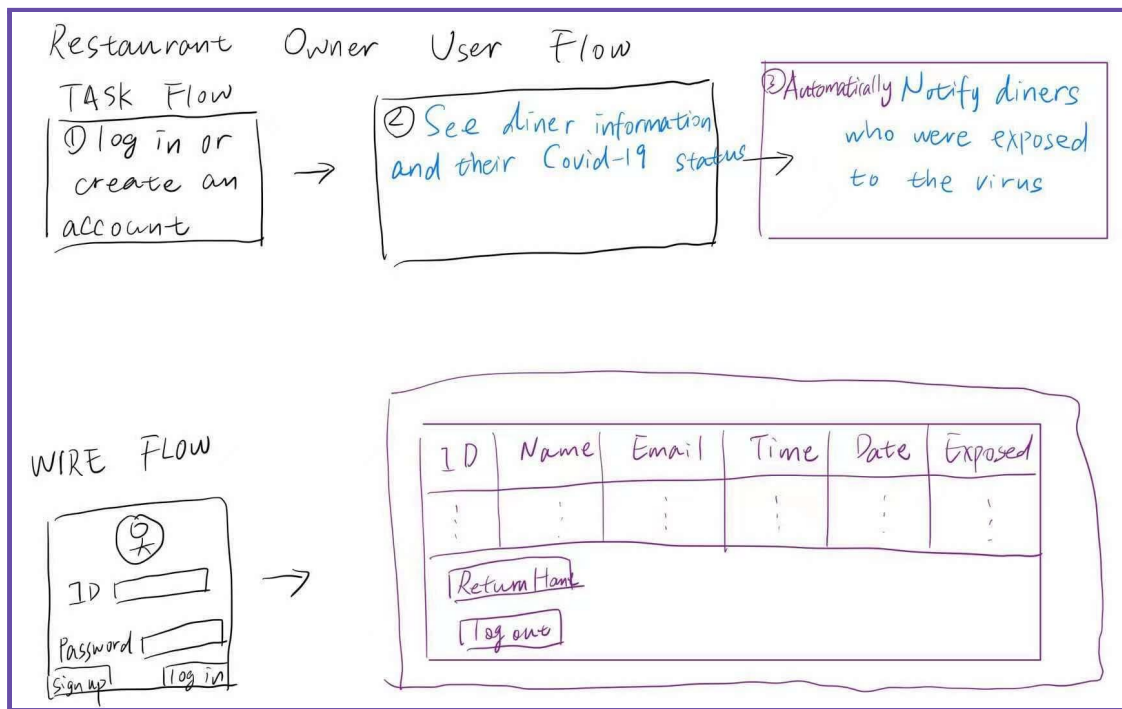 Restaurant Owner User Flow
TASK Flow
① log in or
create an
account
② See diner information
and their Covid-19 status
③ Automatically Notify diners
who were exposed
to the virus
WIRE FLOW
ID
Password
Sign up log in
ID Name Email Time Date Exposed
Return Home
log out